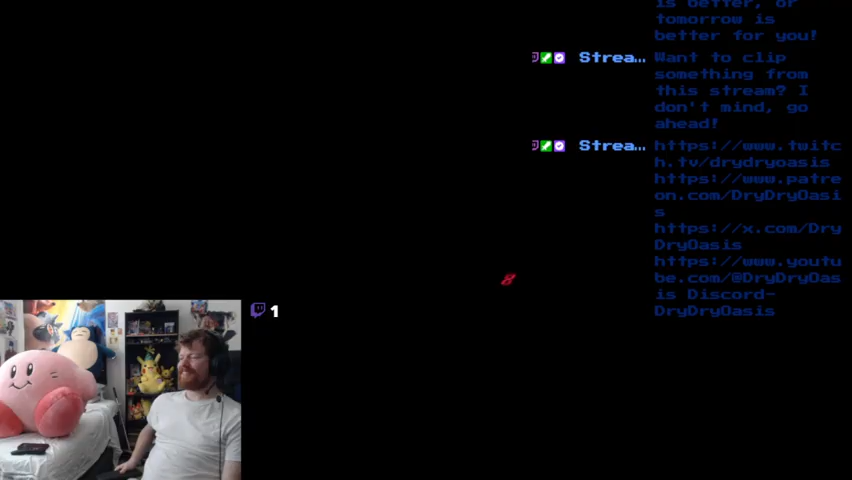 is better, or
tomorrow is
better for you!
Strea... Want to clip
something from
this stream? I
don't mind, go
ahead!
Strea... https://www.twitc
h.tv/drydryoasis
https://www.patre
on.com/DryDryOasi
s
https://x.com/Dry
DryOasis
https://www.youtu
be.com/@DryDryOas
is Discord-
DryDryOasis
8
1